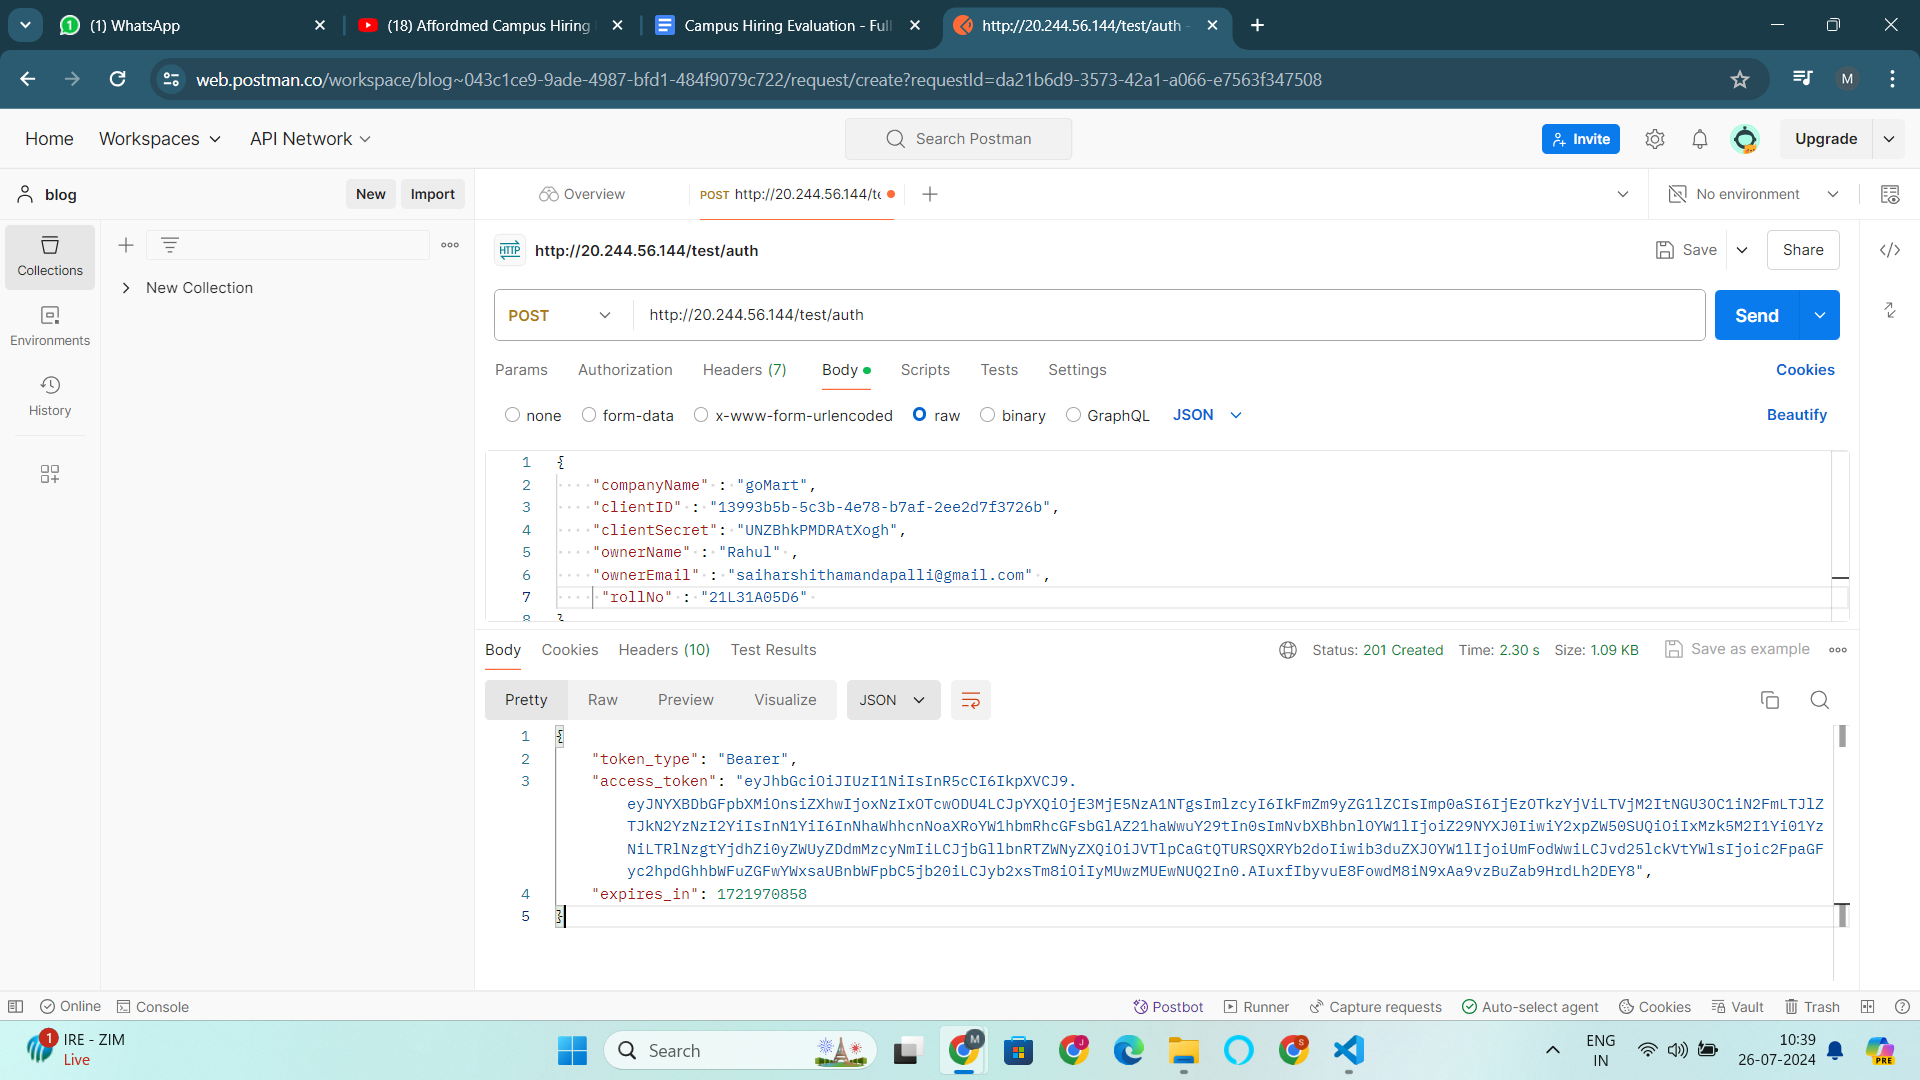 (1) WhatsApp
(18) Affordmed Campus Hiring
Campus Hiring Evaluation - Full
http://20.244.56.144/test/auth -
web.postman.co/workspace/blog~043c1ce9-9ade-4987-bfd1-484f9079c722/request/create?requestId=da21b6d9-3573-42a1-a066-e7563f347508
M
Home Workspaces API Network Search Postman Invite Upgrade
blog New Import Overview POST http://20.244.56.144/te No environment
Collections
New Collection
Environments
History
HTTP http://20.244.56.144/test/auth Save Share
POST http://20.244.56.144/test/auth Send
Params Authorization Headers (7) Body Scripts Tests Settings Cookies
none form-data x-www-form-urlencoded raw binary GraphQL JSON Beautify
1 {
2 "companyName" : "goMart",
3 "clientID" : "13993b5b-5c3b-4e78-b7af-2ee2d7f3726b",
4 "clientSecret": "UNZBhkPMDRAtXogh",
5 "ownerName" : "Rahul" ,
6 "ownerEmail" : "saiharshithamandapalli@gmail.com" ,
7 "rollNo" : "21L31A05D6"
8 }
Body Cookies Headers (10) Test Results Status: 201 Created Time: 2.30 s Size: 1.09 KB Save as example
Pretty Raw Preview Visualize JSON
1 {
2 "token_type": "Bearer",
3 "access_token": "eyJhbGciOiJIUzI1NiIsInR5cCI6IkpXVCJ9.
eyJNYXBDbGFpbXMiOnsiZXhwIjoxNzIxOTcwODU4LCJpYXQiOjE3MjE5NzA1NTgsImlzcyI6IkFmZm9yZG1lZCIsImp0aSI6IjEzOTkzYjViLTVjM2ItNGU3OC1iN2FmLTJlZ
TJkN2YzNzI2YiIsInN1YiI6InNhaWhhcnNoaXRoYW1hbmRhcGFsbGlAZ21haWwuY29tIn0sImNvbXBhbnlOYW1lIjoiZ29NYXJ0IiwiY2xpZW50SUQiOiIxMzk5M2I1Yi01Yz
NiLTRlNzgtYjdhZi0yZWUyZDdmMzcyNmIiLCJjbGllbnRTZWNyZXQiOiJVTlpCaGtQTURSQXRYb2doIiwib3duZXJOYW1lIjoiUmFodWwiLCJvd25lckVtYWlsIjoic2FpaGF
yc2hpdGhhbWFuZGFwYWxsaUBnbWFpbC5jb20iLCJyb2xsTm8iOiIyMUwzMUEwNUQ2In0.AIuxfIbyvuE8FowdM8iN9xAa9vzBuZab9HrdLh2DEY8",
4 "expires_in": 1721970858
5 }
Online Console Postbot Runner Capture requests Auto-select agent Cookies Vault Trash
1 IRE - ZIM
Live
Search
ENG
IN
10:39
26-07-2024
PRE